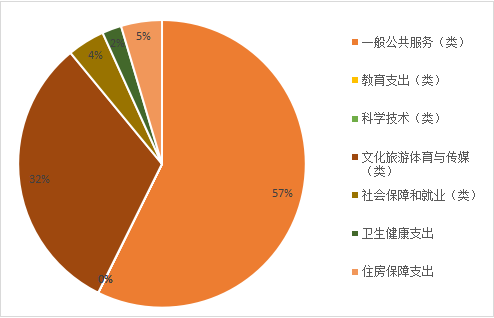 5%
2%
4%
32%
57%
0%
一般公共服务（类）
教育支出（类）
科学技术（类）
文化旅游体育与传媒
（类）
社会保障和就业（类）
卫生健康支出
住房保障支出